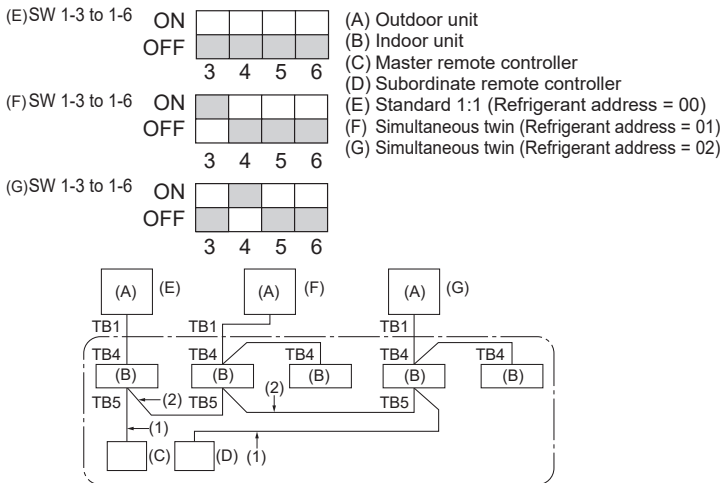 (E) SW 1-3 to 1-6
ON
OFF
3 4 5 6
(F) SW 1-3 to 1-6
ON
OFF
3 4 5 6
(G) SW 1-3 to 1-6
ON
OFF
3 4 5 6
(A) Outdoor unit
(B) Indoor unit
(C) Master remote controller
(D) Subordinate remote controller
(E) Standard 1:1 (Refrigerant address = 00)
(F) Simultaneous twin (Refrigerant address = 01)
(G) Simultaneous twin (Refrigerant address = 02)
(A) (E) (A) (F) (A) (G)
TB1 TB1 TB1
TB4 TB4 TB4 TB4 TB4
(B) (B) (B) (B) (B)
TB5 (2) TB5 (2) TB5
(1)
(C) (D) (1)